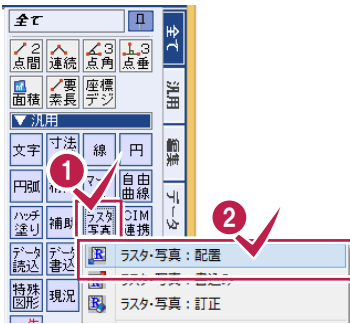 全て
2点間 連続 3点角 3点垂
面積 要素長 座標デジ
▼ 汎用
文字 寸法 線 円
円弧 自由曲線
ハッチ塗り 補助 ラスタ写真 CIM連携
データ読込 データ書込
特殊図形 現況
全て
汎用
編集
データ
1
2
ラスタ・写真：配置
ラスタ・写真：訂正